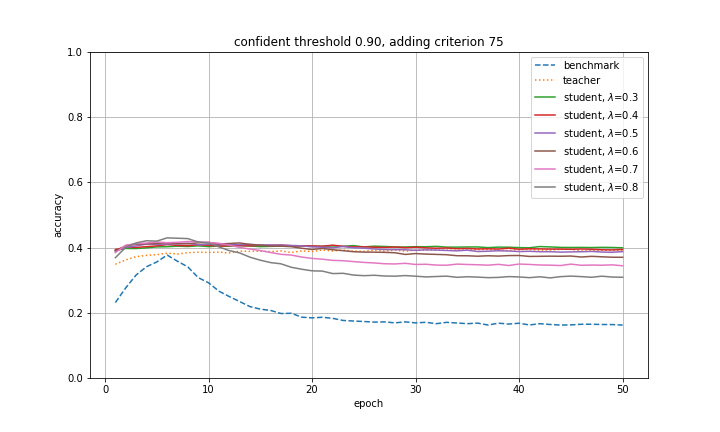 confident threshold 0.90, adding criterion 75
1.0
0.8
0.6
0.4
0.2
0.0
accuracy
benchmark
teacher
student, λ=0.3
student, λ=0.4
student, λ=0.5
student, λ=0.6
student, λ=0.7
student, λ=0.8
0 10 20 30 40 50
epoch